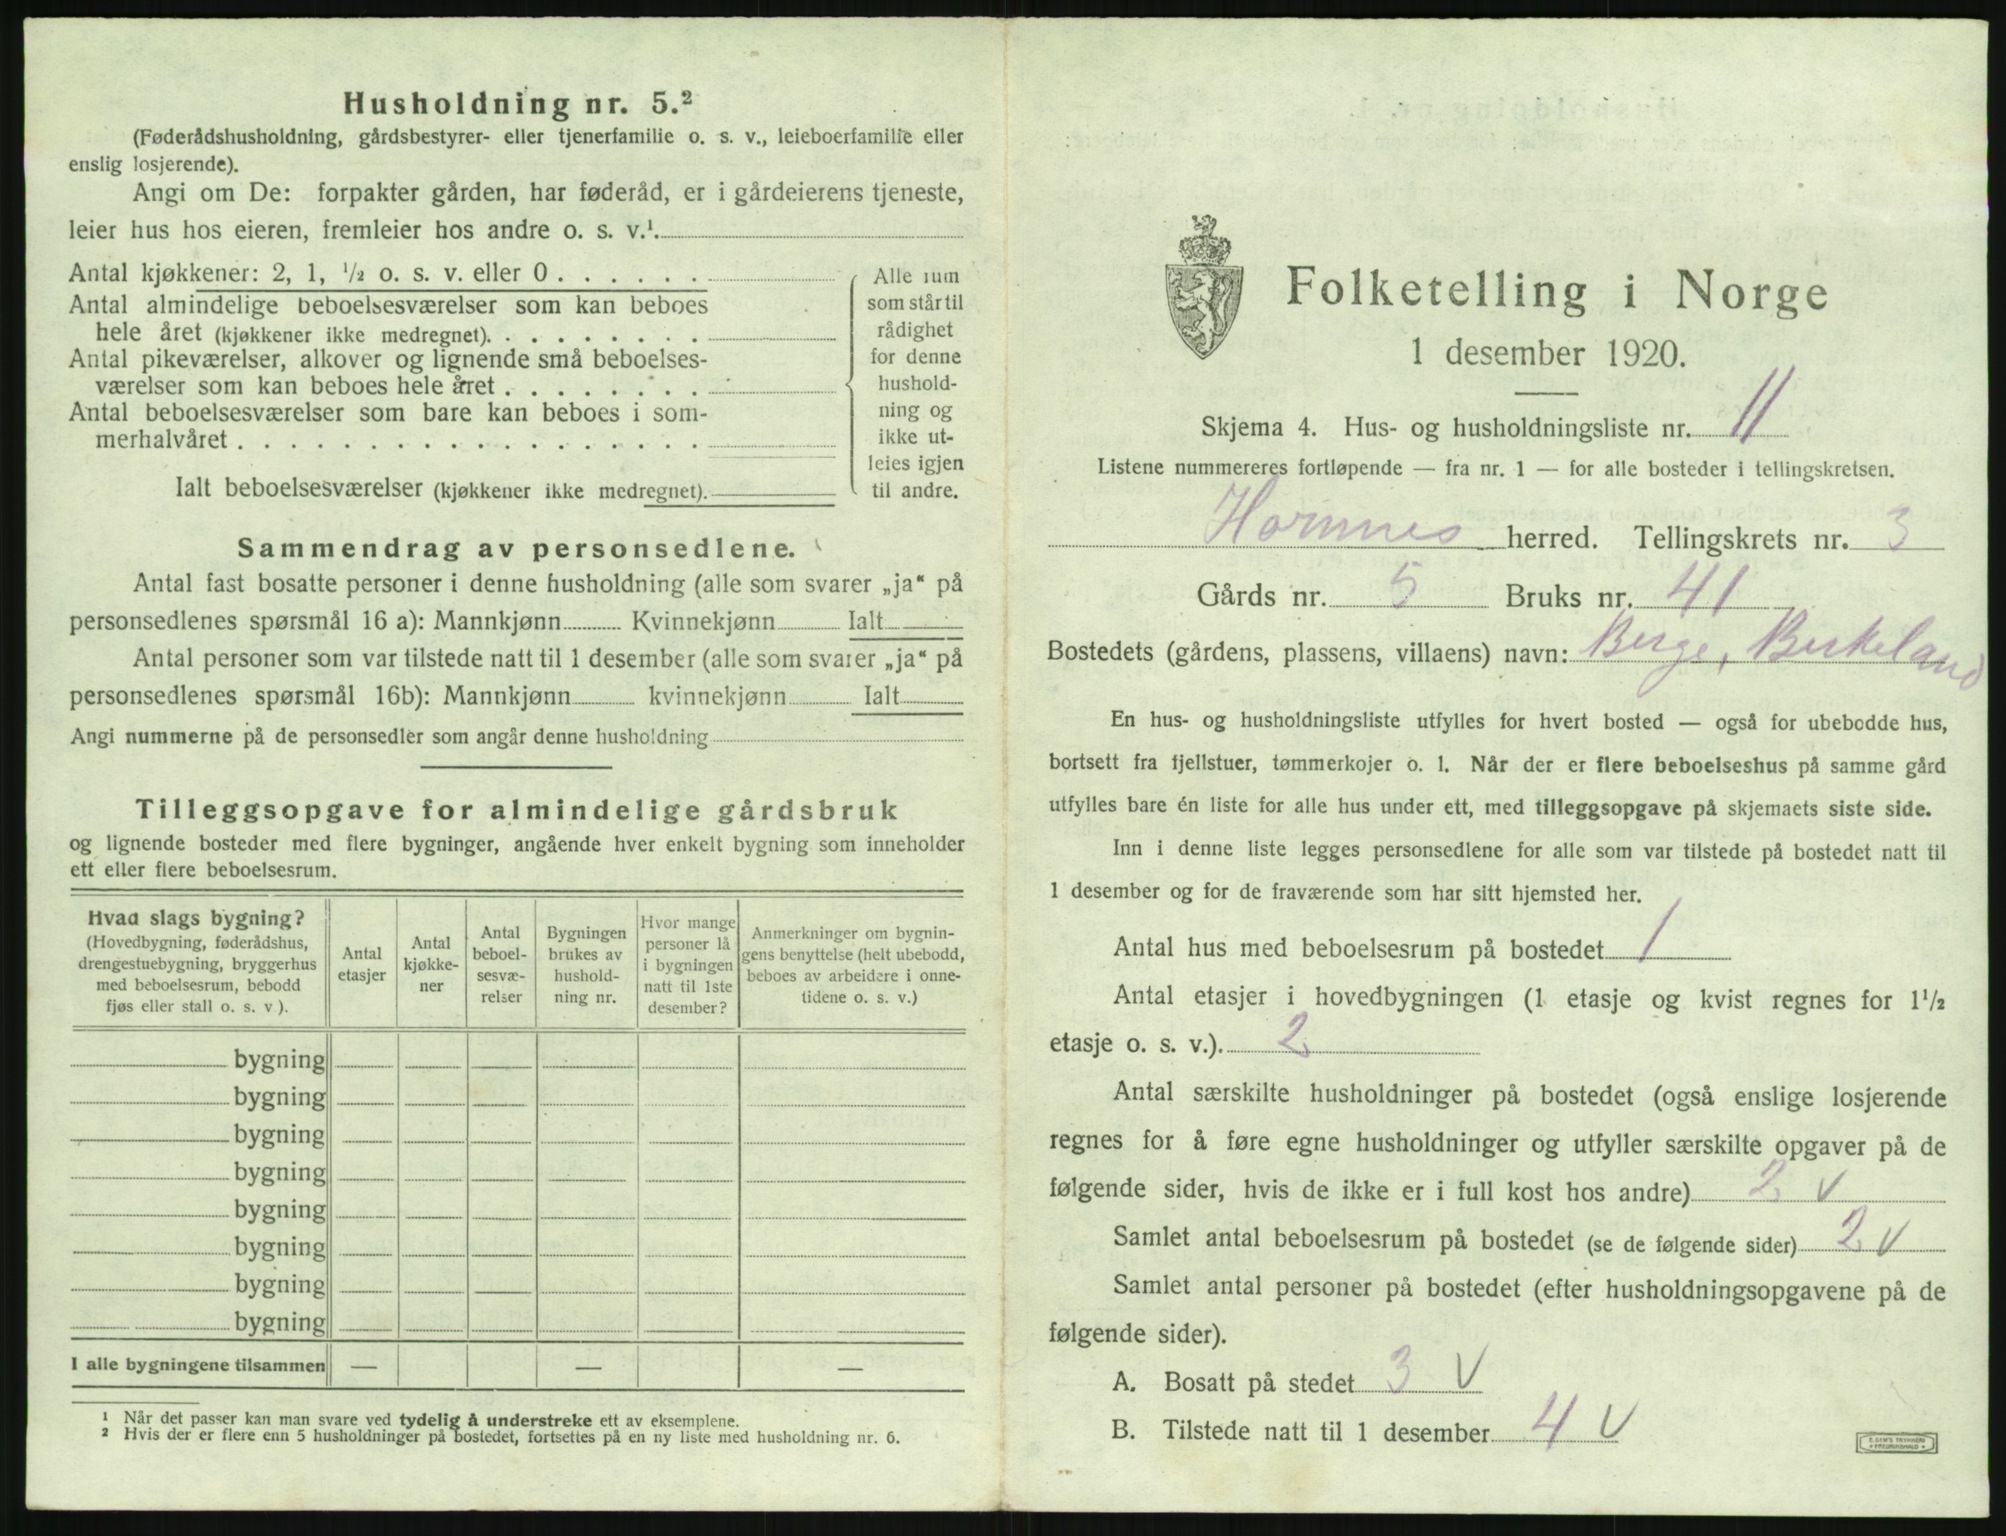 Husholdning nr. 5.²
(Føderådshusholdning, gårdsbestyrer- eller tjenerfamilie o. s. v., leieboerfamilie eller
enslig losjerende).
Angi om De: forpakter gården, har føderåd, er i gårdeierens tjeneste,
leier hus hos eieren, fremleier hos andre o. s. v.¹
Antal kjøkkener: 2, 1, ½ o. s. v. eller 0 . . . . . .
Antal almindelige beboelsesværelser som kan beboes
hele året (kjøkkener ikke medregnet). . . . . . . . .
Antal pikeværelser, alkover og lignende små beboelses-
værelser som kan beboes hele året . . . . . . . .
Antal beboelsesværelser som bare kan beboes i som-
merhalvåret . . . . . . . . . . . . . . . . . .
Ialt beboelsesværelser (kjøkkener ikke medregnet).
Alle rum
som står til
rådighet
for denne
hushold-
ning og
ikke ut-
leies igjen
til andre.
Sammendrag av personsedlene.
Antal fast bosatte personer i denne husholdning (alle som svarer „ja“ på
personsedlenes spørsmål 16 a): Mannkjønn Kvinnekjønn Ialt
Antal personer som var tilstede natt til 1 desember (alle som svarer „ja“ på
personsedlenes spørsmål 16b): Mannkjønn kvinnekjønn Ialt
Angi nummerne på de personsedler som angår denne husholdning
Tilleggsopgave for almindelige gårdsbruk
og lignende bosteder med flere bygninger, angående hver enkelt bygning som inneholder
ett eller flere beboelsesrum.
Hvad slags bygning?
(Hovedbygning, føderådshus,
drengestuebygning, bryggerhus
med beboelsesrum, bebodd
fjøs eller stall o. s. v ).
Antal
etasjer
Antal
kjøkke-
ner
Antal
beboel-
sesvæ-
relser
Bygningen
brukes av
hushold-
ning nr.
Hvor mange
personer lå
i bygningen
natt til 1ste
desember?
Anmerkninger om bygnin-
gens benyttelse (helt ubebodd,
beboes av arbeidere i onne-
tidene o. s. v.)
bygning
bygning
bygning
bygning
bygning
bygning
bygning
bygning
I alle bygningene tilsammen — — —
¹ Når det passer kan man svare ved tydelig å understreke ett av eksemplene.
² Hvis der er flere enn 5 husholdninger på bostedet, fortsettes på en ny liste med husholdning nr. 6.
Folketelling i Norge
1 desember 1920.
Skjema 4. Hus- og husholdningsliste nr. 11
Listene nummereres fortløpende — fra nr. 1 — for alle bosteder i tellingskretsen.
Hornnes herred. Tellingskrets nr. 3
Gårds nr. 5 Bruks nr. 41
Bostedets (gårdens, plassens, villaens) navn: Berge, Birkeland
En hus- og husholdningsliste utfylles for hvert bosted — også for ubebodde hus,
bortsett fra fjellstuer, tømmerkojer o. l. Når der er flere beboelseshus på samme gård
utfylles bare én liste for alle hus under ett, med tilleggsopgave på skjemaets siste side.
Inn i denne liste legges personsedlene for alle som var tilstede på bostedet natt til
1 desember og for de fraværende som har sitt hjemsted her.
Antal hus med beboelsesrum på bostedet 1
Antal etasjer i hovedbygningen (1 etasje og kvist regnes for 1½
etasje o. s. v.). 2
Antal særskilte husholdninger på bostedet (også enslige losjerende
regnes for å føre egne husholdninger og utfyller særskilte opgaver på de
følgende sider, hvis de ikke er i full kost hos andre) 2 v
Samlet antal beboelsesrum på bostedet (se de følgende sider) 2 v
Samlet antal personer på bostedet (efter husholdningsopgavene på de
følgende sider).
A. Bosatt på stedet 3 v
B. Tilstede natt til 1 desember 4 v